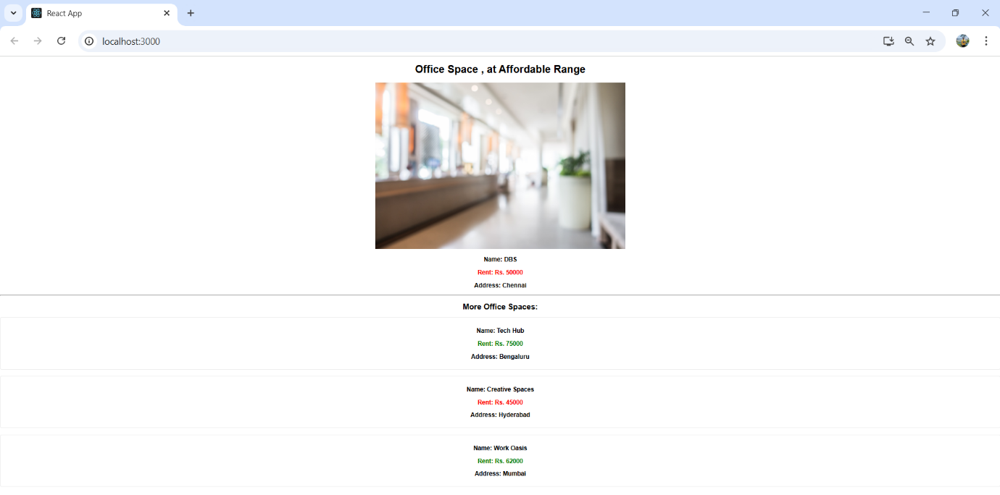 React App
localhost:3000
Office Space , at Affordable Range
Name: DBS
Rent: Rs. 50000
Address: Chennai
More Office Spaces:
Name: Tech Hub
Rent: Rs. 75000
Address: Bengaluru
Name: Creative Spaces
Rent: Rs. 45000
Address: Hyderabad
Name: Work Oasis
Rent: Rs. 62000
Address: Mumbai